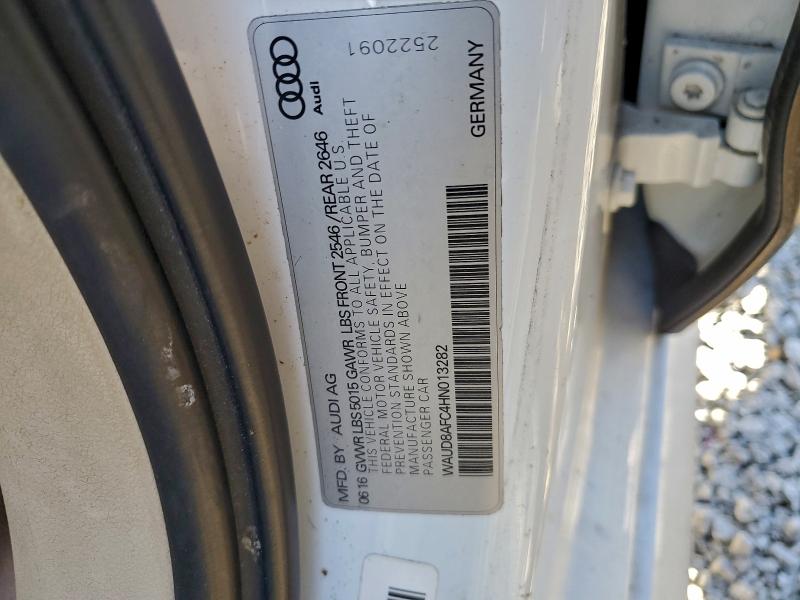 MFD. BY AUDI AG
06 16 GVWR LBS 5015 GAWR LBS FRONT 2546 / REAR 2646
THIS VEHICLE CONFORMS TO ALL APPLICABLE U.S.
FEDERAL MOTOR VEHICLE SAFETY, BUMPER AND THEFT
PREVENTION STANDARDS IN EFFECT ON THE DATE OF
MANUFACTURE SHOWN ABOVE
PASSENGER CAR
WAUD8AFC4HN013282
Audi
GERMANY
2522091